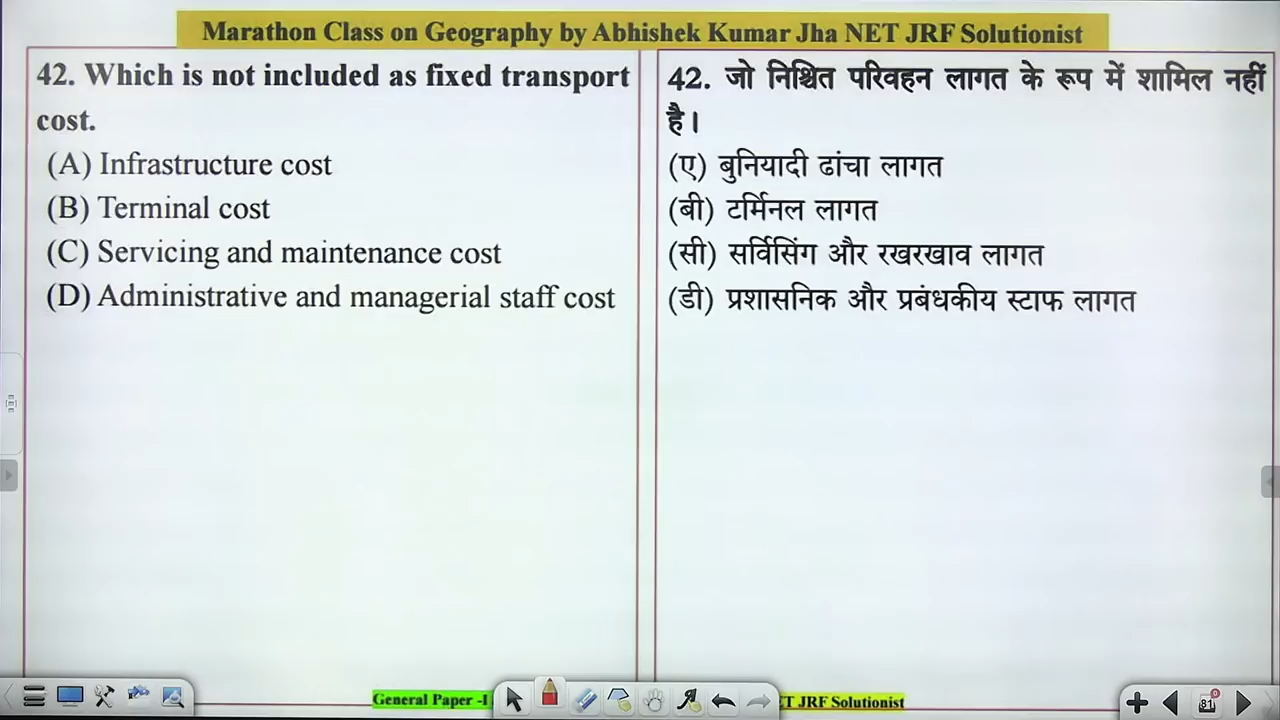 Marathon Class on Geography by Abhishek Kumar Jha NET JRF Solutionist
42. Which is not included as fixed transport
cost.
(A) Infrastructure cost
(B) Terminal cost
(C) Servicing and maintenance cost
(D) Administrative and managerial staff cost
42. जो निश्चित परिवहन लागत के रूप में शामिल नहीं
है।
(ए) बुनियादी ढांचा लागत
(बी) टर्मिनल लागत
(सी) सर्विसिंग और रखरखाव लागत
(डी) प्रशासनिक और प्रबंधकीय स्टाफ लागत
General Paper -I
JRF Solutionist
81